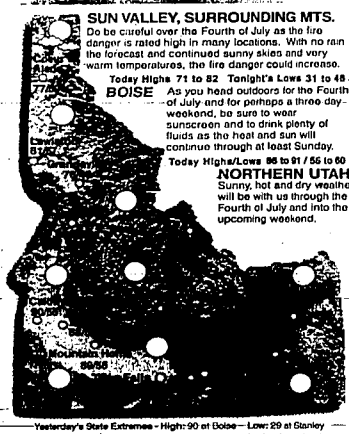 SUN VALLEY, SURROUNDING MTS.
Do be careful over the Fourth of July as the fire
danger is rated high in many locations. With no rain
in the forecast and continued sunny skies and very
warm temperatures, the fire danger could increase.
Today Highs 71 to 82 Tonight's Lows 31 to 48
BOISE
As you head outdoors for the Fourth
of July and for perhaps a three-day
weekend, be sure to wear
sunscreen and to drink plenty of
fluids as the heat and sun will
continue through at least Sunday.
Today Highs/Lows 86 to 91 / 55 to 60
NORTHERN UTAH
Sunny, hot and dry weathe
will be with us through the
Fourth of July and into the
upcoming weekend.
Mountain
Yesterday's State Extremes - High: 90 at Boise - Low: 29 at Stanley